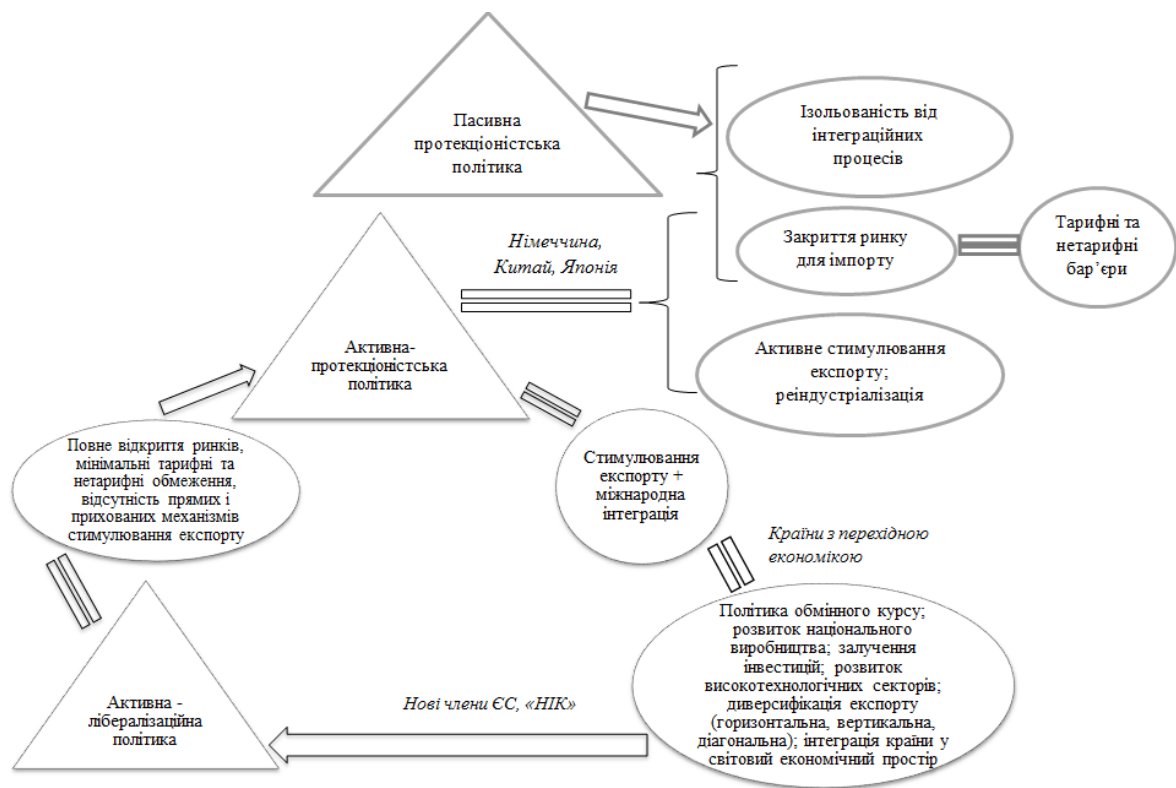 Пасивна
протекціоністська
політика
Ізольованість від
інтеграційних
процесів
Закриття ринку
для імпорту
Тарифні та
нетарифні
бар’єри
Німеччина,
Китай, Японія
Активна-
протекціоністська
політика
Активне стимулювання
експорту;
реіндустріалізація
Повне відкриття ринків,
мінімальні тарифні та
нетарифні обмеження,
відсутність прямих і
прихованих механізмів
стимулювання експорту
Стимулювання
експорту +
міжнародна
інтеграція
Країни з перехідною
економікою
Політика обмінного курсу;
розвиток національного
виробництва; залучення
інвестицій; розвиток
високотехнологічних секторів;
диверсифікація експорту
(горизонтальна, вертикальна,
діагональна); інтеграція країни у
світовий економічний простір
Нові члени ЄС, «НІК»
Активна -
лібералізаційна
політика